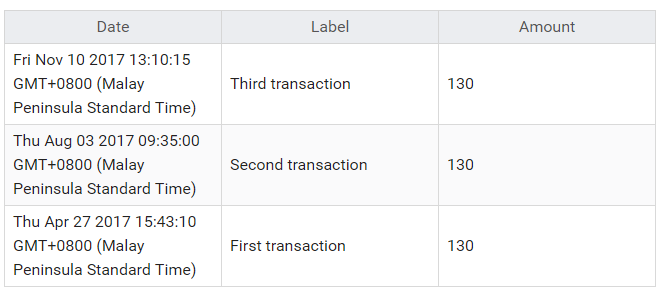 Date Label Amount
Fri Nov 10 2017 13:10:15
GMT+0800 (Malay Third transaction 130
Peninsula Standard Time)
Thu Aug 03 2017 09:35:00
GMT+0800 (Malay Second transaction 130
Peninsula Standard Time)
Thu Apr 27 2017 15:43:10
GMT+0800 (Malay First transaction 130
Peninsula Standard Time)